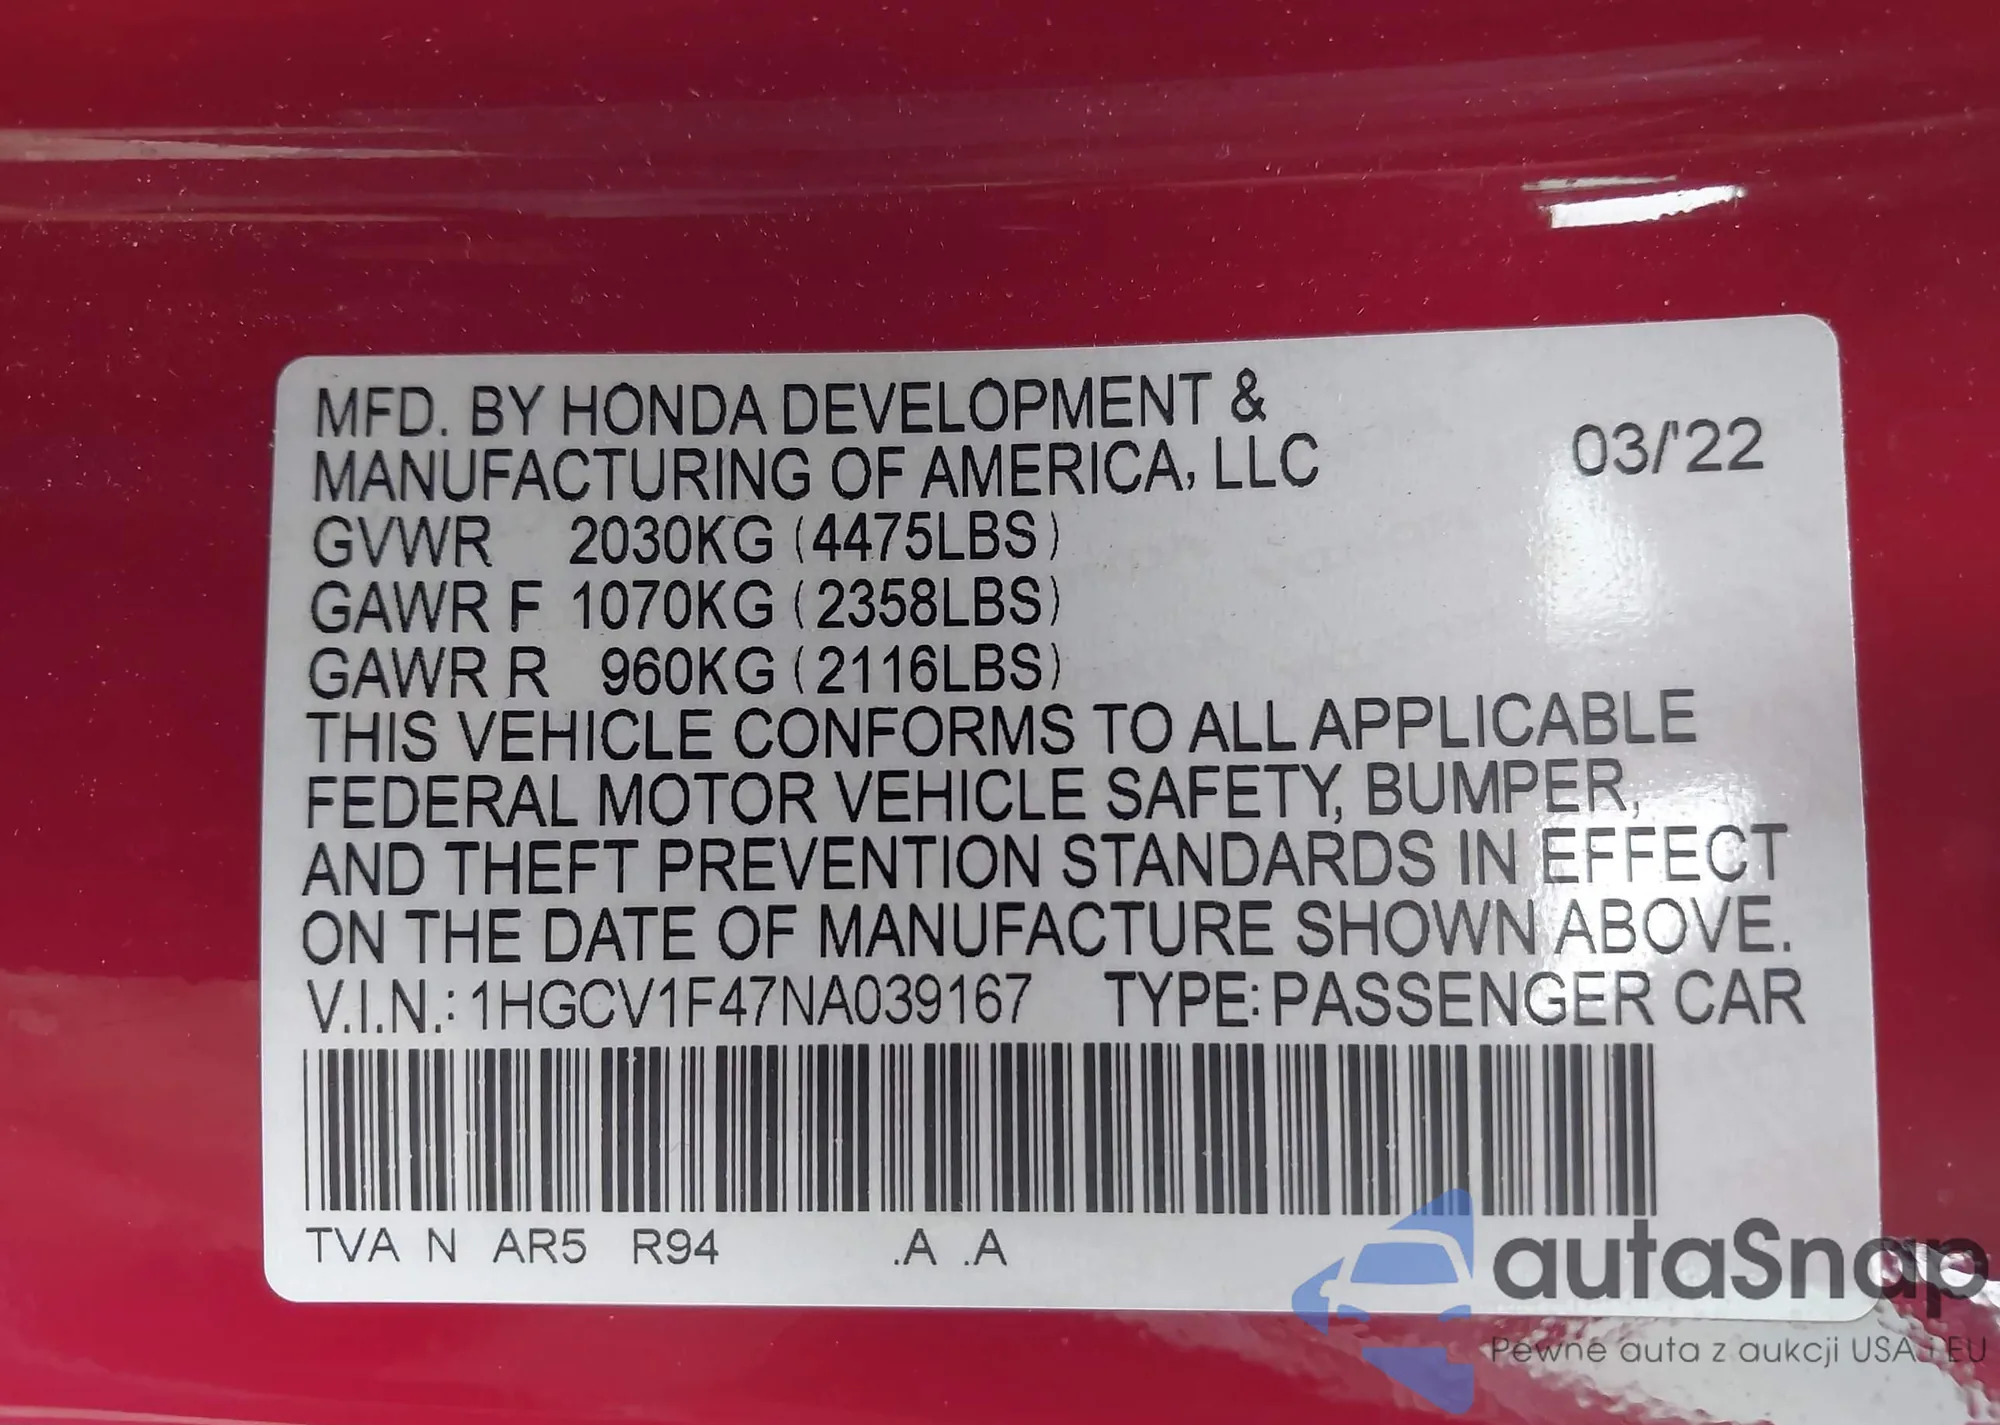 MFD. BY HONDA DEVELOPMENT &
MANUFACTURING OF AMERICA, LLC
03/'22
GVWR 2030KG (4475LBS)
GAWR F 1070KG (2358LBS)
GAWR R 960KG (2116LBS)
THIS VEHICLE CONFORMS TO ALL APPLICABLE
FEDERAL MOTOR VEHICLE SAFETY, BUMPER,
AND THEFT PREVENTION STANDARDS IN EFFECT
ON THE DATE OF MANUFACTURE SHOWN ABOVE.
V.I.N.: 1HGCV1F47NA039167 TYPE: PASSENGER CAR
TVA N AR5 R94 .A .A
autaSnap
Pewne auta z aukcji USA i EU